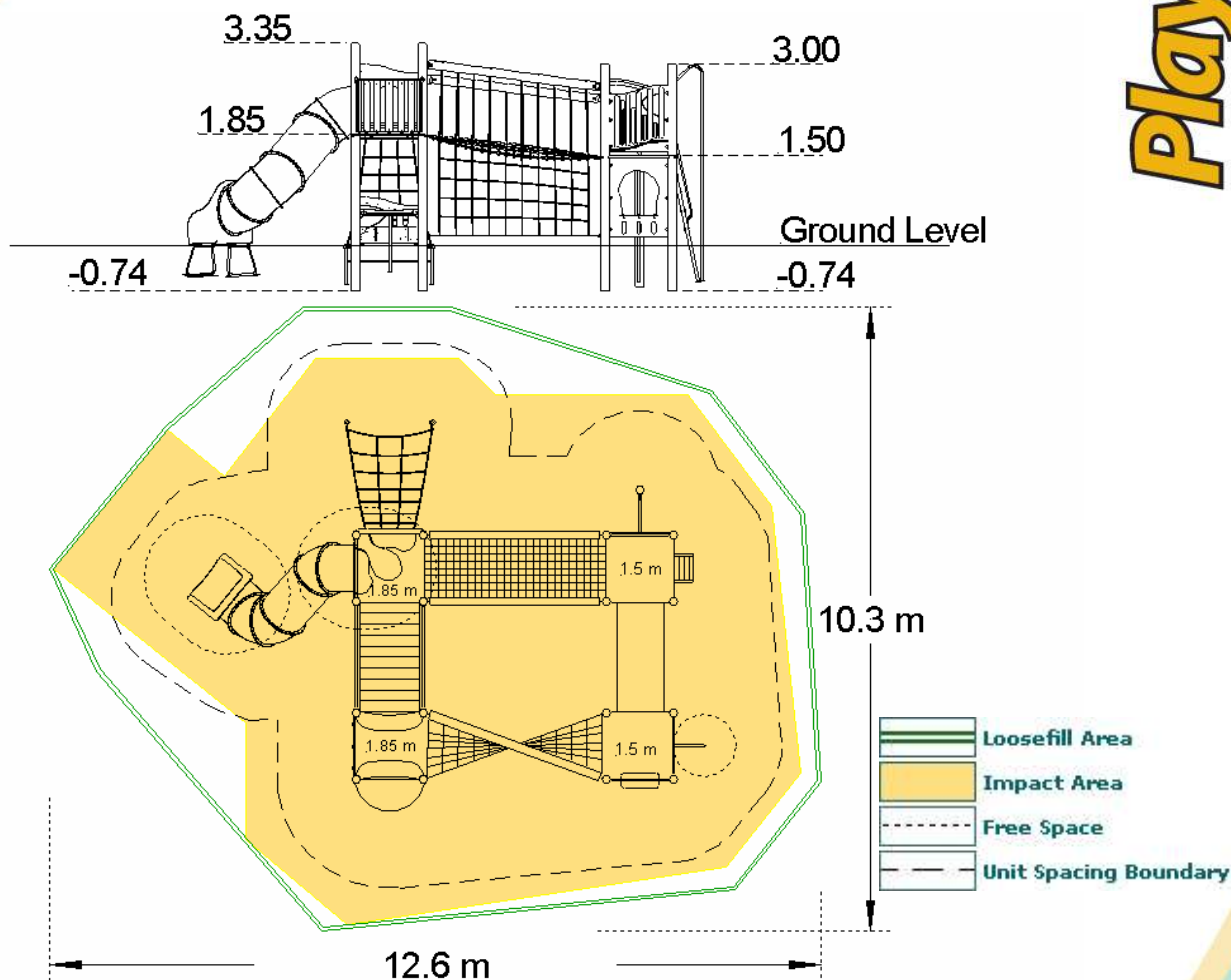 Play
3.35
3.00
1.85
1.50
Ground Level
-0.74
-0.74
1.5 m
1.85 m
10.3 m
1.85 m
1.5 m
Loosefill Area
Impact Area
Free Space
Unit Spacing Boundary
12.6 m